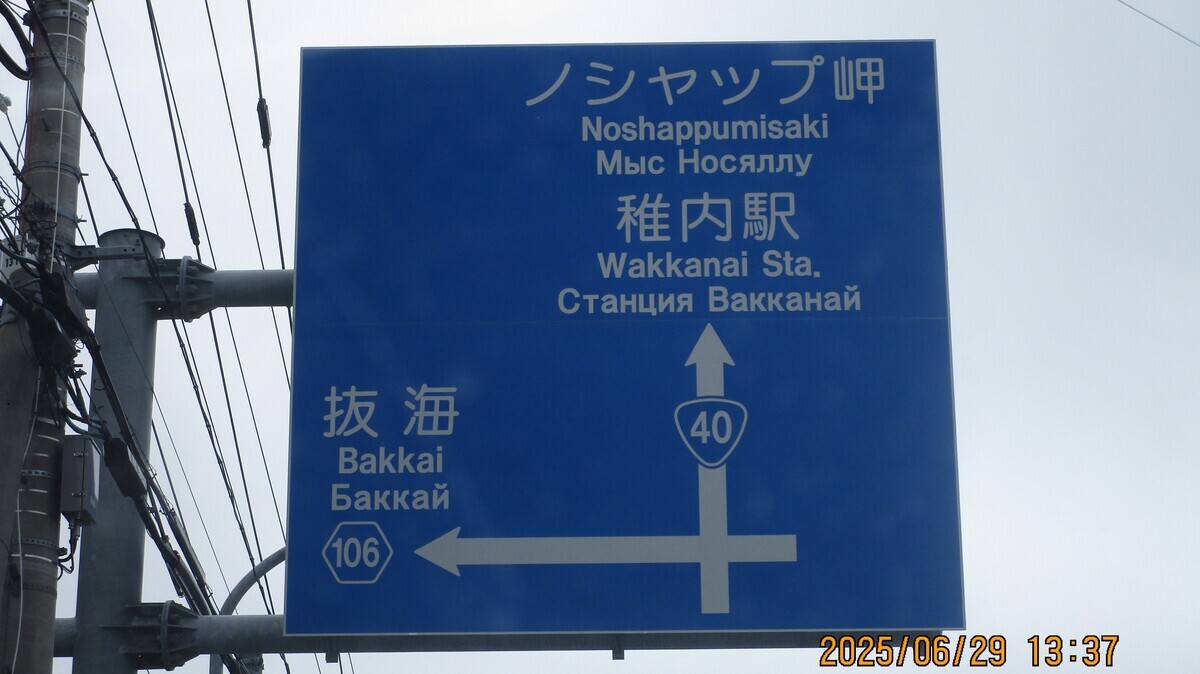 ノシャップ岬
Noshappumisaki
Мыс Носяллу
稚内駅
Wakkanai Sta.
Станция Вакканай
40
抜海
Bakkai
Баккай
106
2025/06/29 13:37